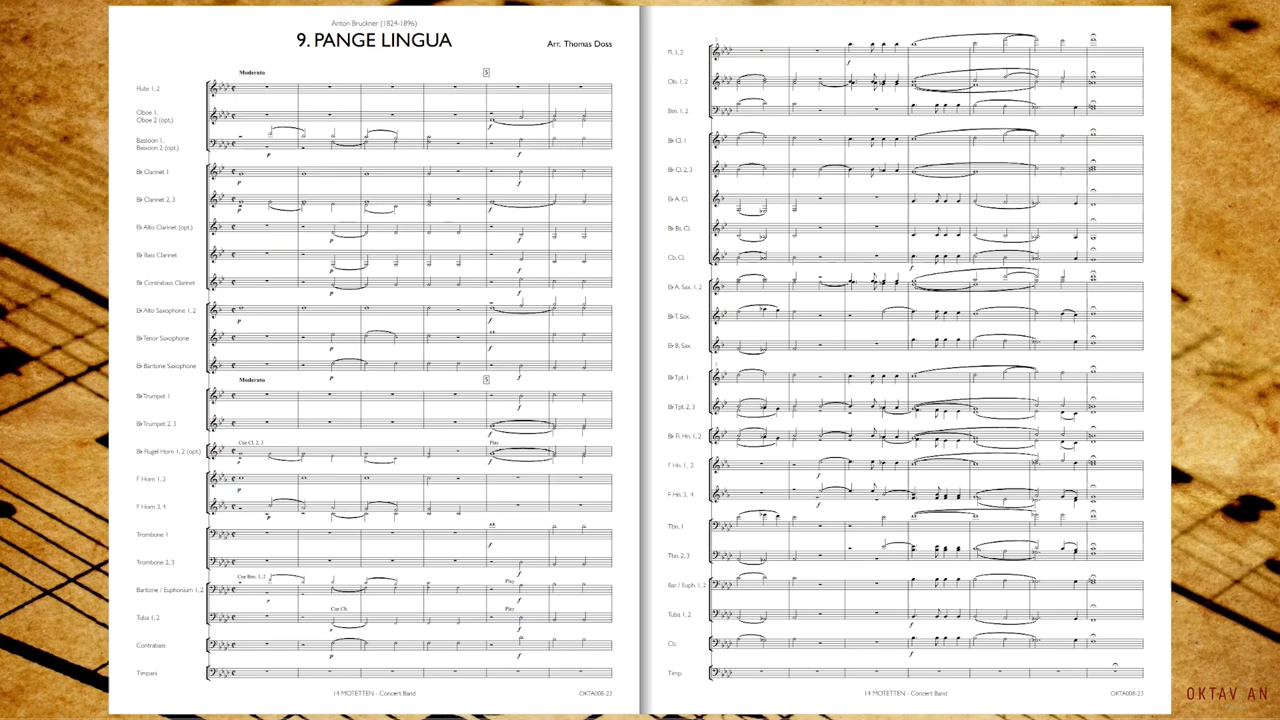 Anton Bruckner (1824-1896)
9. PANGE LINGUA
Arr. Thomas Doss
Moderato
5
Flute 1, 2
Oboe 1,
Oboe 2 (opt.)
Bassoon 1,
Bassoon 2 (opt.)
p
f
B♭ Clarinet 1
p
f
B♭ Clarinet 2, 3
p
f
E♭ Alto Clarinet (opt.)
p
f
B♭ Bass Clarinet
p
f
E♭ Contrabass Clarinet
p
f
E♭ Alto Saxophone 1, 2
p
f
B♭ Tenor Saxophone
p
f
E♭ Baritone Saxophone
p
f
Moderato
5
B♭ Trumpet 1
f
B♭ Trumpet 2, 3
f
Cue Cl. 2, 3
Play
B♭ Flugel Horn 1, 2 (opt.)
p
f
F Horn 1, 2
p
F Horn 3, 4
p
Trombone 1
f
Trombone 2, 3
f
Cue Bsn. 1, 2
Play
Baritone / Euphonium 1, 2
p
f
Cue Cb.
Play
Tuba 1, 2
p
f
Contrabass
p
f
Timpani
14 MOTETTEN - Concert Band
OKTA008-23
Fl. 1, 2
f
Ob. 1, 2
Bsn. 1, 2
B♭ Cl. 1
B♭ Cl. 2, 3
E♭ A. Cl.
B♭ Bs. Cl.
Cb. Cl.
f
E♭ A. Sax. 1, 2
B♭ T. Sax.
E♭ B. Sax.
B♭ Tpt. 1
B♭ Tpt. 2, 3
B♭ Fl. Hn. 1, 2
F Hn. 1, 2
f
F Hn. 3, 4
f
Tbn. 1
Tbn. 2, 3
f
Bar. / Euph. 1, 2
Tuba 1, 2
f
Cb.
f
Timp.
14 MOTETTEN - Concert Band
OKTA008-23
OKTAVIAN